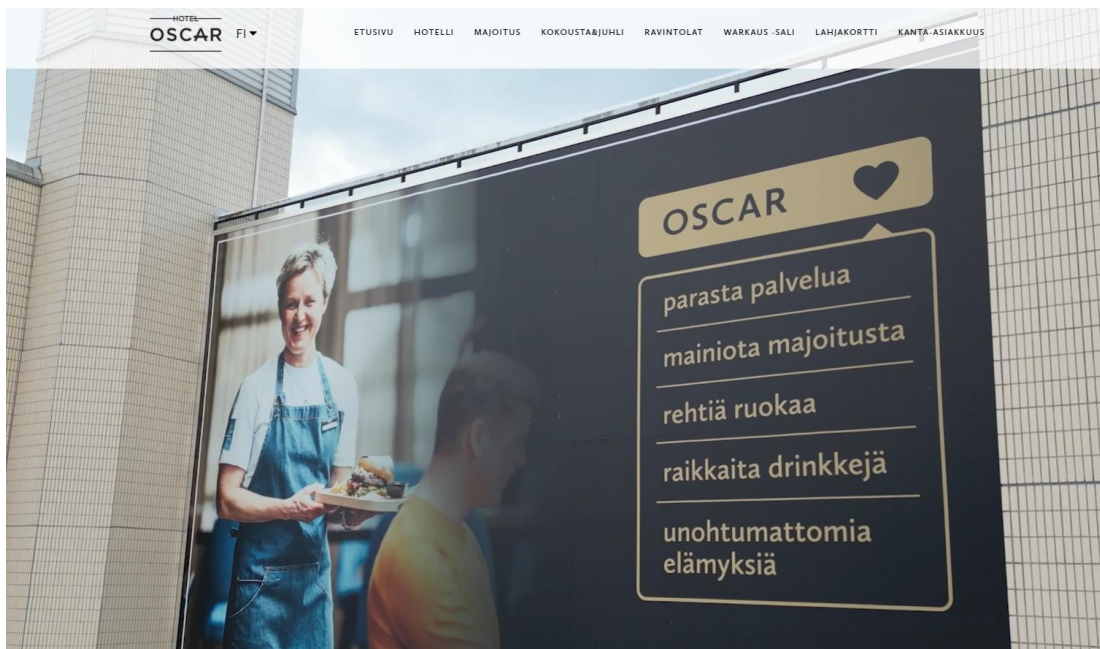 HOTEL
OSCAR
FI
ETUSIVU HOTELLI MAJOITUS KOKOUSTA&JUHLI RAVINTOLAT WARKAUS -SALI LAHJAKORTTI KANTA-ASIAKKUUS
OSCAR
parasta palvelua
mainiota majoitusta
rehtiä ruokaa
raikkaita drinkkejä
unohtumattomia
elämyksiä